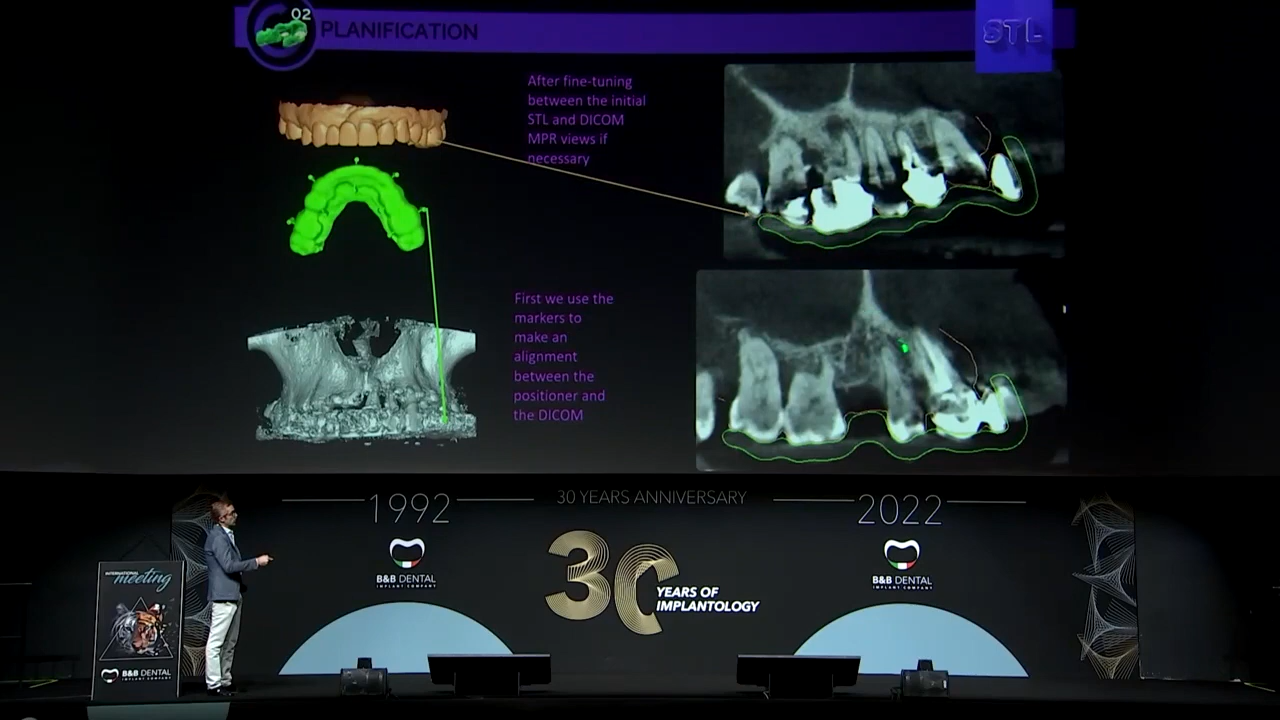 02
PLANIFICATION
STL
After fine-tuning
between the initial
STL and DICOM
MPR views if
necessary
First we use the
markers to
make an
alignment
between the
positioner and
the DICOM
1992
30 YEARS ANNIVERSARY
2022
B&B DENTAL
IMPLANT COMPANY
30
YEARS OF
IMPLANTOLOGY
B&B DENTAL
IMPLANT COMPANY
INTERNATIONAL
meeting
B&B DENTAL
IMPLANT COMPANY